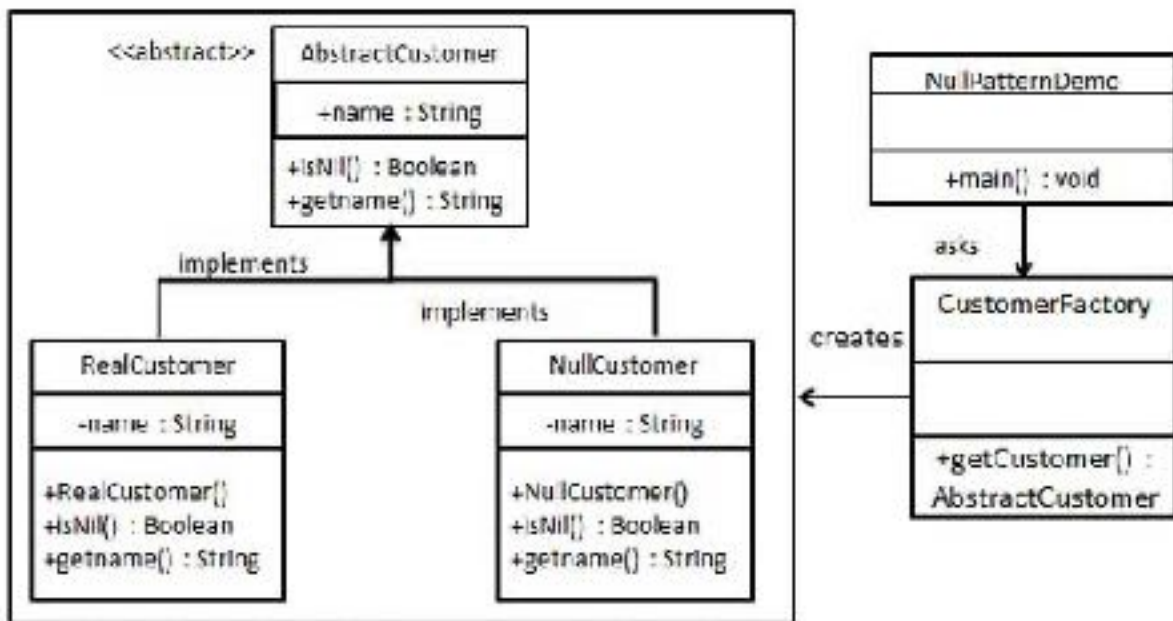 <<abstract>>
AbstractCustomer
+name : String
+isNil() : Boolean
+getname() : String
implements
implements
RealCustomer
-name : String
+RealCustomer()
+isNil() : Boolean
+getname() : String
NullCustomer
-name : String
+NullCustomer()
+isNil() : Boolean
+getname() : String
NullPatternDemo
+main() : void
asks
CustomerFactory
creates
+getCustomer() :
AbstractCustomer